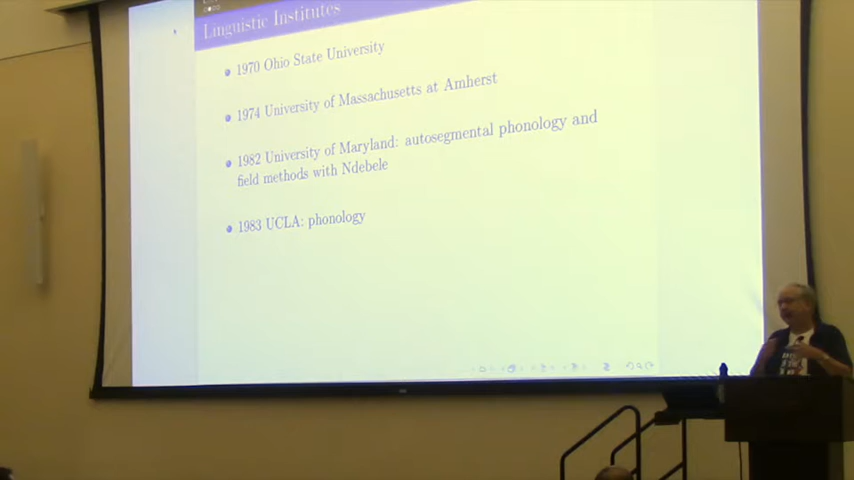 Linguistic Institutes
1970 Ohio State University
1974 University of Massachusetts at Amherst
1982 University of Maryland: autosegmental phonology and
field methods with Ndebele
1983 UCLA: phonology